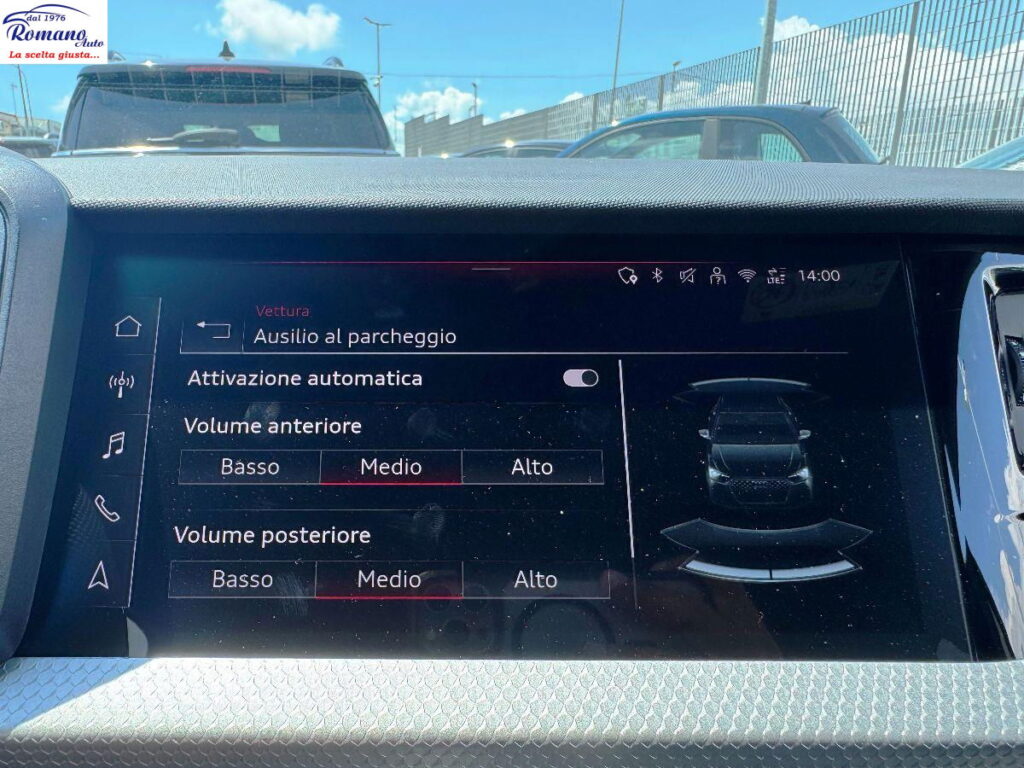 dal 1976
Romano Auto
La scelta giusta...
LTE
14:00
Vettura
Ausilio al parcheggio
Attivazione automatica
Volume anteriore
Basso Medio Alto
Volume posteriore
Basso Medio Alto